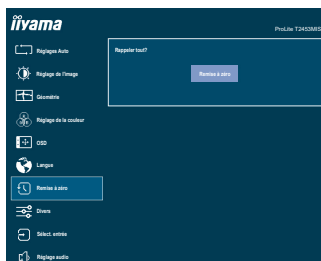 iiyama
ProLite T2453MIS
Réglages Auto
Rappeler tout?
Remise à zéro
Réglage de l'image
Géométrie
Réglage de la couleur
OSD
Langue
Remise à zéro
Divers
Sélect. entrée
Réglage audio